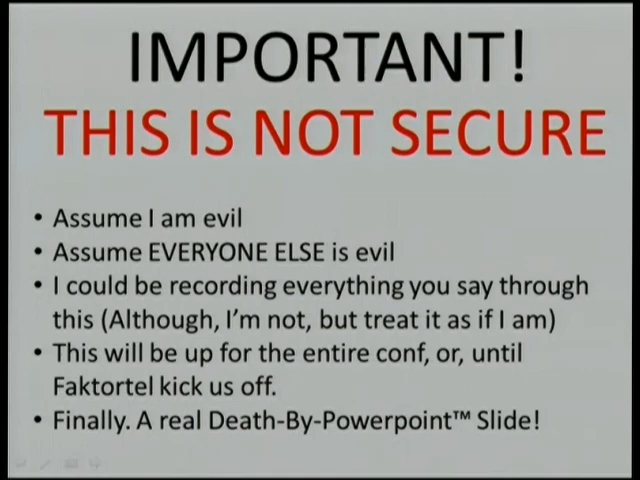 IMPORTANT!
THIS IS NOT SECURE
• Assume I am evil
• Assume EVERYONE ELSE is evil
• I could be recording everything you say through
this (Although, I'm not, but treat it as if I am)
• This will be up for the entire conf, or, until
Faktortel kick us off.
• Finally. A real Death-By-Powerpoint™ Slide!